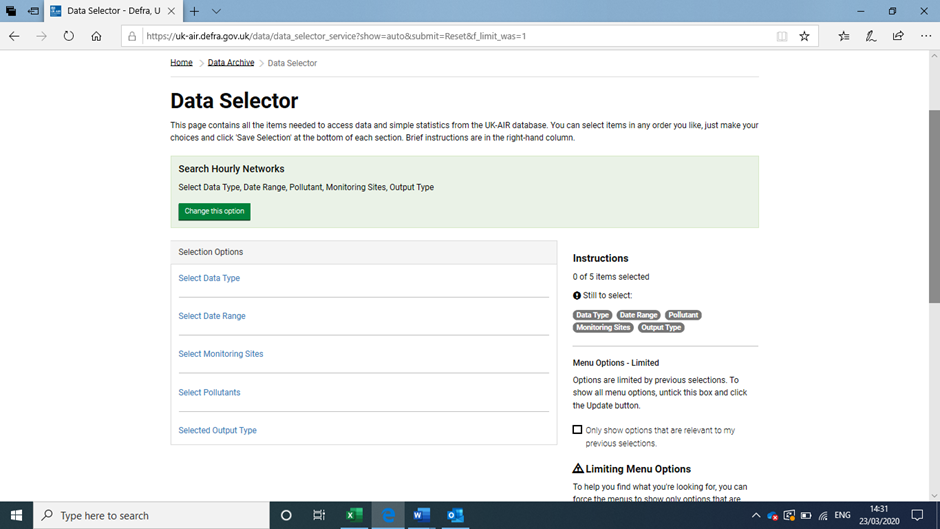 Data Selector - Defra, U
https://uk-air.defra.gov.uk/data/data_selector_service?show=auto&submit=Reset&f_limit_was=1
Home > Data Archive > Data Selector
Data Selector
This page contains all the items needed to access data and simple statistics from the UK-AIR database. You can select items in any order you like, just make your
choices and click 'Save Selection' at the bottom of each section. Brief instructions are in the right-hand column.
Search Hourly Networks
Select Data Type, Date Range, Pollutant, Monitoring Sites, Output Type
Change this option
Selection Options
Select Data Type
Select Date Range
Select Monitoring Sites
Select Pollutants
Selected Output Type
Instructions
0 of 5 items selected
Still to select:
Data Type Date Range Pollutant
Monitoring Sites Output Type
Menu Options - Limited
Options are limited by previous selections. To
show all menu options, untick this box and click
the Update button.
Only show options that are relevant to my
previous selections.
Limiting Menu Options
To help you find what you're looking for, you can
force the menus to show only options that are
Type here to search
ENG
14:31
23/03/2020